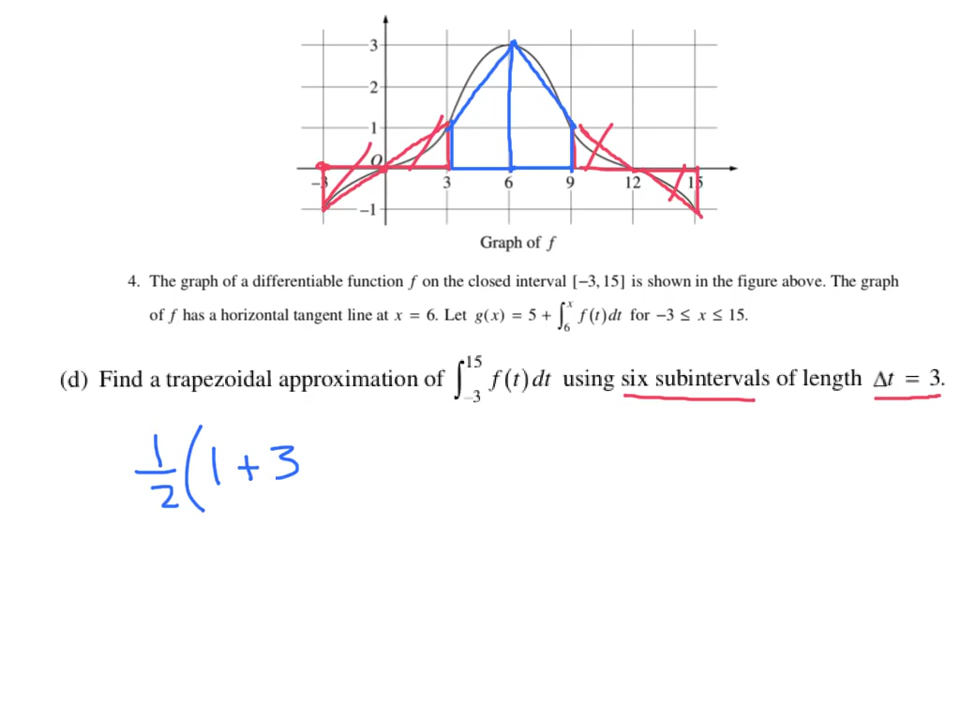 3
2
1
O
-3 3 6 9 12 15
-1
Graph of f
4. The graph of a differentiable function f on the closed interval [−3, 15] is shown in the figure above. The graph
of f has a horizontal tangent line at x = 6. Let g(x) = 5 + ∫₆ˣ f(t)dt for −3 ≤ x ≤ 15.
(d) Find a trapezoidal approximation of ∫₋₃¹⁵ f(t)dt using six subintervals of length Δt = 3.
1/2(1+3